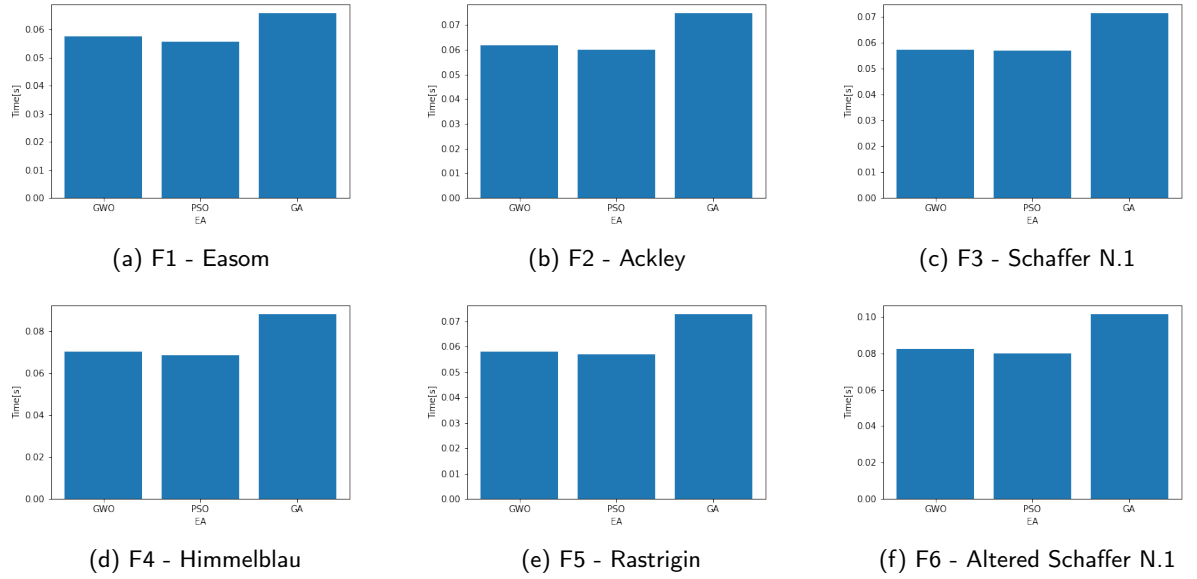 0.06
0.05
0.04
0.03
0.02
0.01
0.00
Time[s]
GWO PSO GA
EA
(a) F1 - Easom
0.07
0.06
0.05
0.04
0.03
0.02
0.01
0.00
Time[s]
GWO PSO GA
EA
(b) F2 - Ackley
0.07
0.06
0.05
0.04
0.03
0.02
0.01
0.00
Time[s]
GWO PSO GA
EA
(c) F3 - Schaffer N.1
0.08
0.06
0.04
0.02
0.00
Time[s]
GWO PSO GA
EA
(d) F4 - Himmelblau
0.07
0.06
0.05
0.04
0.03
0.02
0.01
0.00
Time[s]
GWO PSO GA
EA
(e) F5 - Rastrigin
0.10
0.08
0.06
0.04
0.02
0.00
Time[s]
GWO PSO GA
EA
(f) F6 - Altered Schaffer N.1